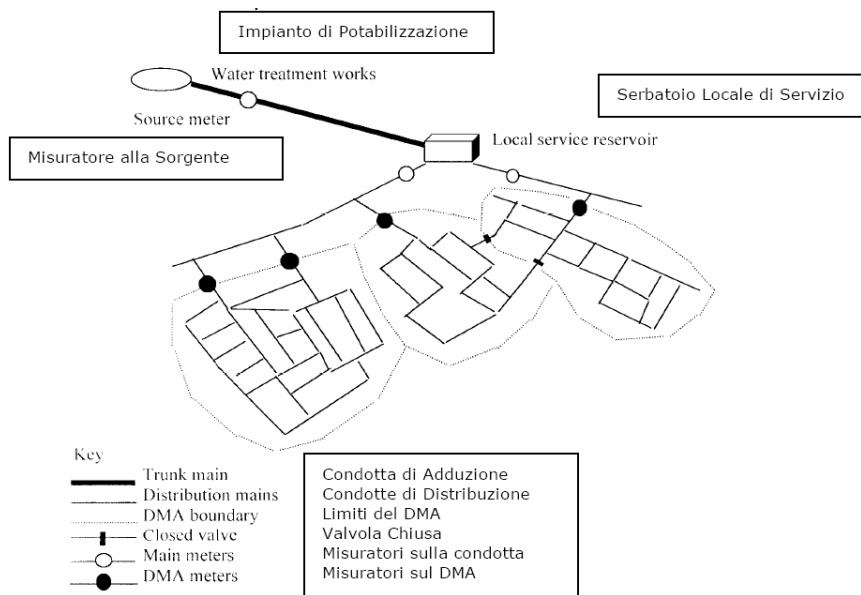 Impianto di Potabilizzazione
Water treatment works
Serbatoio Locale di Servizio
Source meter
Local service reservoir
Misuratore alla Sorgente
Key
Trunk main
Distribution mains
DMA boundary
Closed valve
Main meters
DMA meters
Condotta di Adduzione
Condotte di Distribuzione
Limiti del DMA
Valvola Chiusa
Misuratori sulla condotta
Misuratori sul DMA